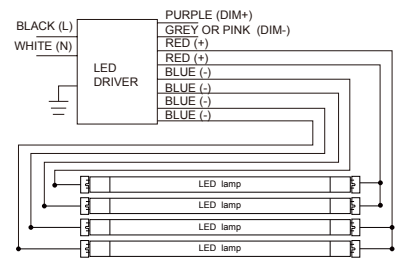 PURPLE (DIM+)
BLACK (L)
GREY OR PINK (DIM-)
WHITE (N)
RED (+)
RED (+)
LED
DRIVER
BLUE (-)
BLUE (-)
BLUE (-)
BLUE (-)
LED lamp
LED lamp
LED lamp
LED lamp